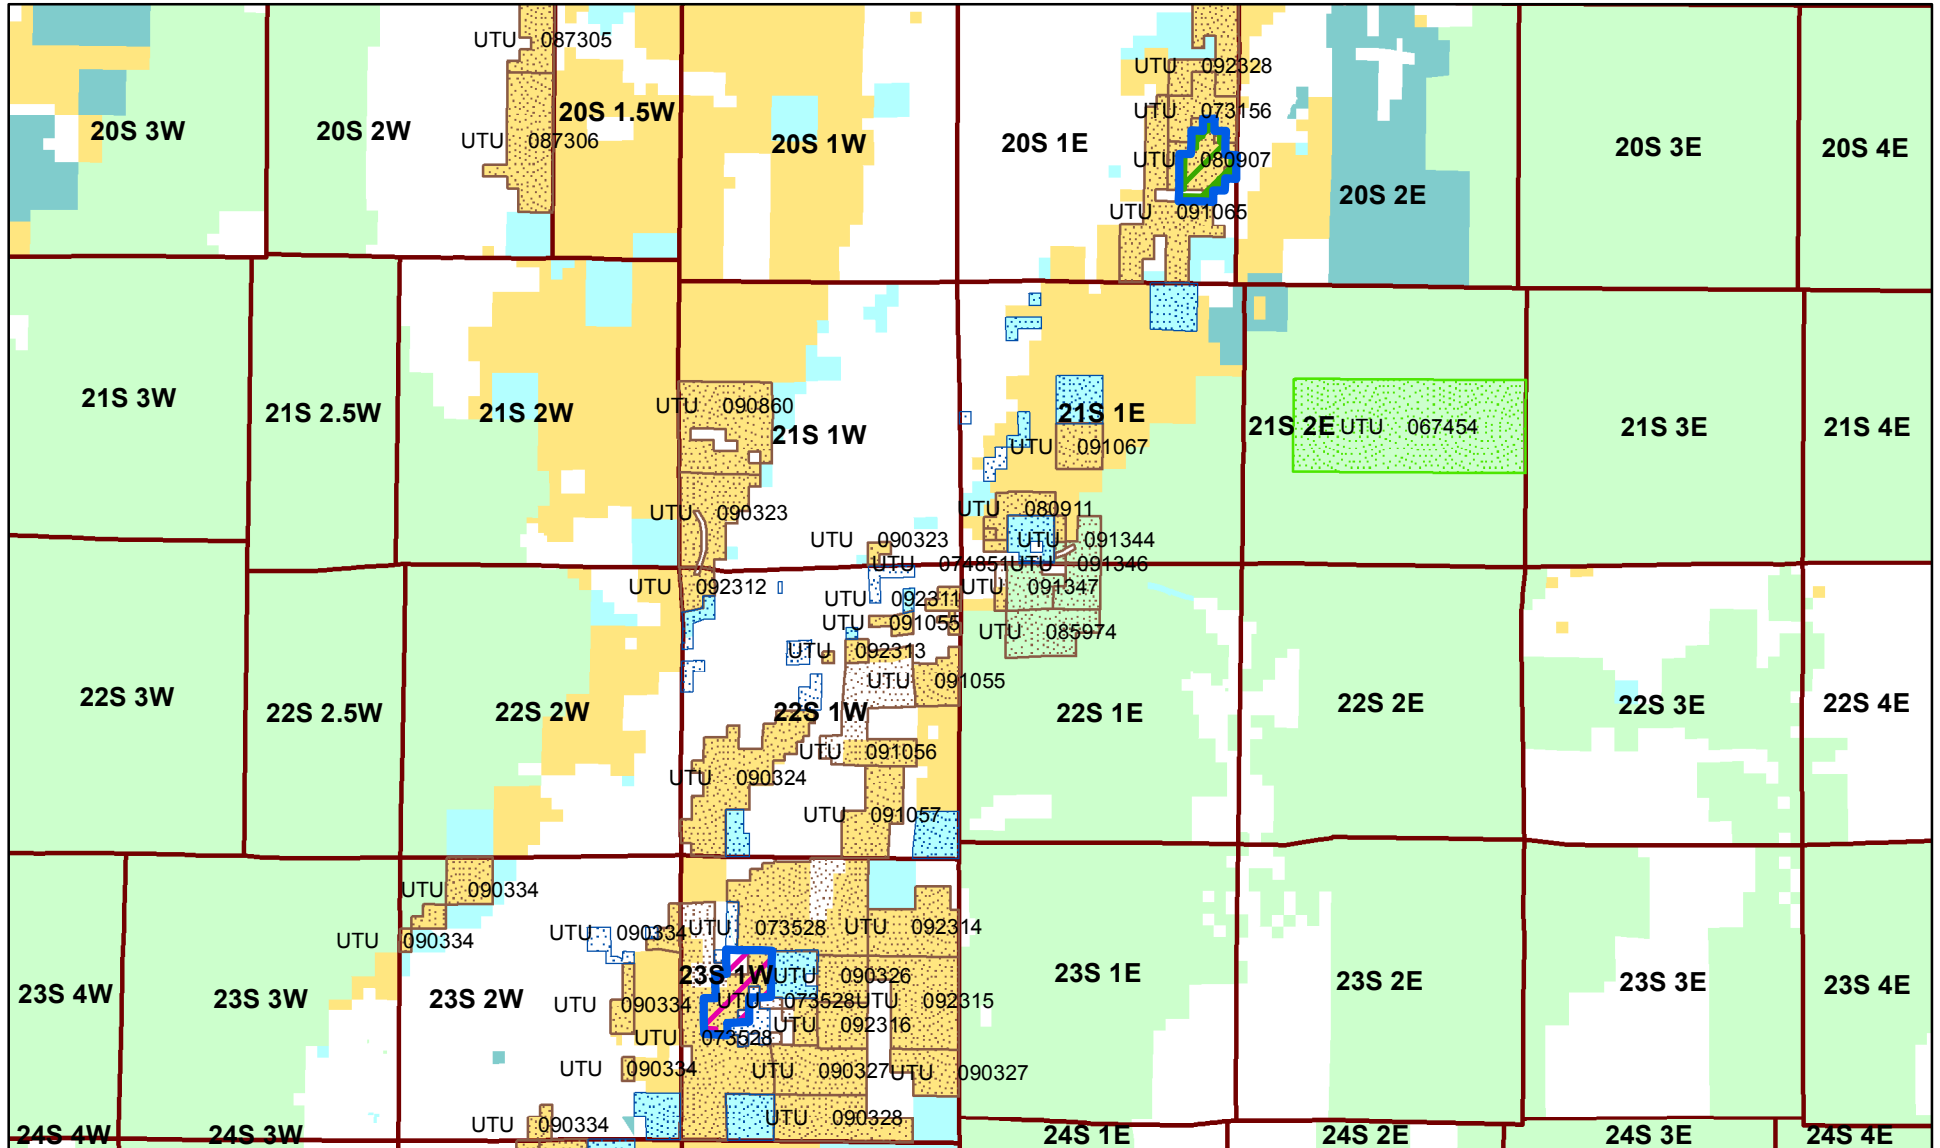 UTU 087305
UTU 092328
20S 1.5W
UTU 073156
20S 3W
20S 2W
UTU 087306
20S 1W
20S 1E
20S 3E
20S 4E
UTU 080907
20S 2E
UTU 091065
21S 3W
21S 2.5W
21S 2W
UTU 090860
21S 1W
21S 1E
UTU 091067
21S 2E
UTU 067454
21S 3E
21S 4E
UTU 090323
UTU 080911
UTU 090323
UTU 091344
UTU 074851
UTU 091346
UTU 092312
UTU 091347
UTU 092311
UTU 091055
UTU 085974
UTU 092313
UTU 091055
22S 3W
22S 2.5W
22S 2W
22S 1W
22S 1E
22S 2E
22S 3E
22S 4E
UTU 091056
UTU 090324
UTU 091057
UTU 090334
UTU 090334
UTU 090334
UTU 073528
UTU 092314
23S 4W
23S 3W
23S 2W
23S 1W
UTU 090326
23S 1E
23S 2E
23S 3E
23S 4E
UTU 090334
UTU 073528
UTU 092315
UTU 092316
UTU 073528
UTU 090334
UTU 090327
UTU 090327
UTU 090334
UTU 090328
24S 4W
24S 3W
24S 1E
24S 2E
24S 3E
24S 4E